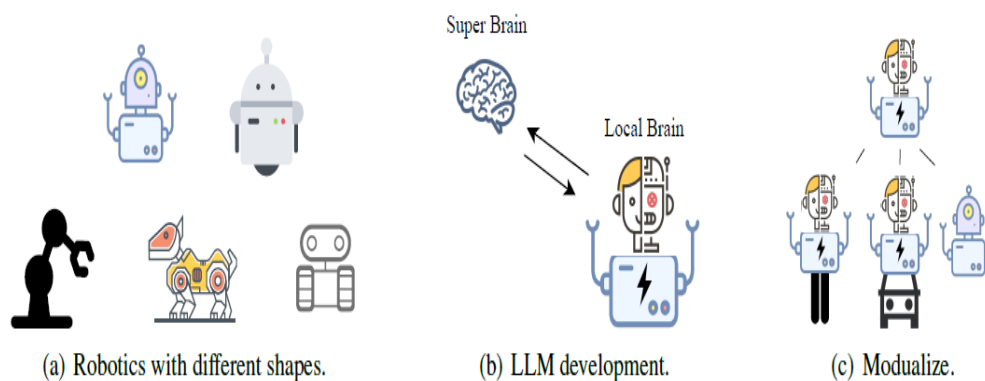 Super Brain
Local Brain
(a) Robotics with different shapes.
(b) LLM development.
(c) Modualize.